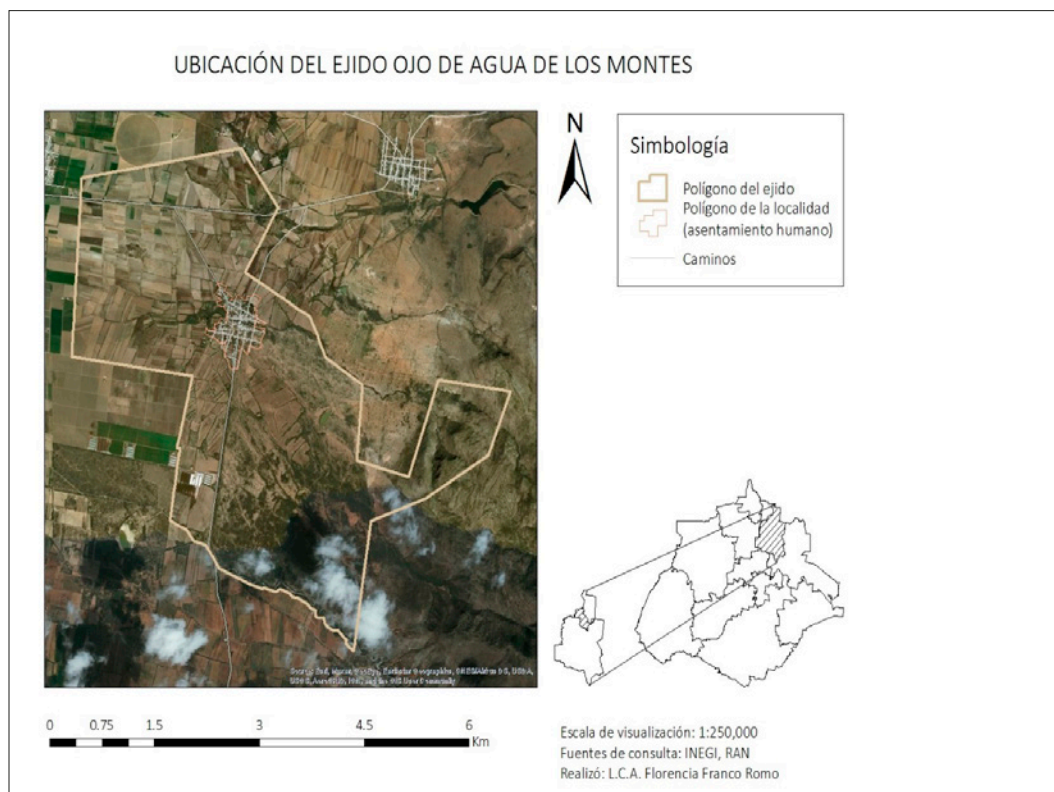 UBICACIÓN DEL EJIDO OJO DE AGUA DE LOS MONTES
N
Simbología
Polígono del ejido
Polígono de la localidad
(asentamiento humano)
Caminos
0 0.75 1.5 3 4.5 6
Km
Escala de visualización: 1:250,000
Fuentes de consulta: INEGI, RAN
Realizó: L.C.A. Florencia Franco Romo